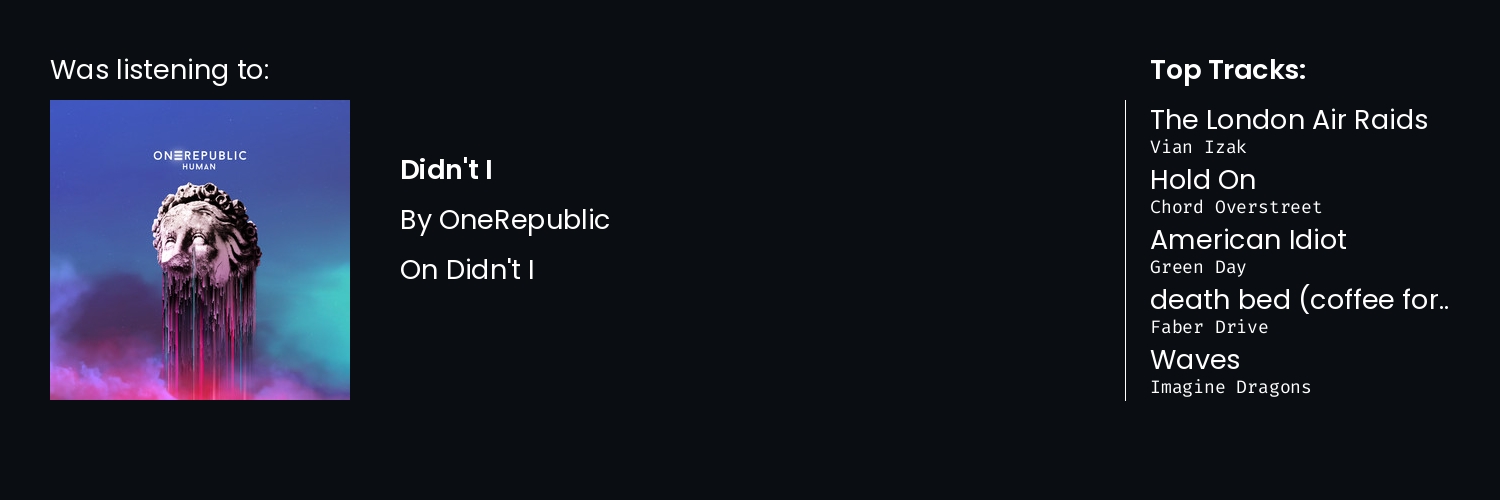 Was listening to:
ONEREPUBLIC
HUMAN
Didn't I
By OneRepublic
On Didn't I
Top Tracks:
The London Air Raids
Vian Izak
Hold On
Chord Overstreet
American Idiot
Green Day
death bed (coffee for..
Faber Drive
Waves
Imagine Dragons